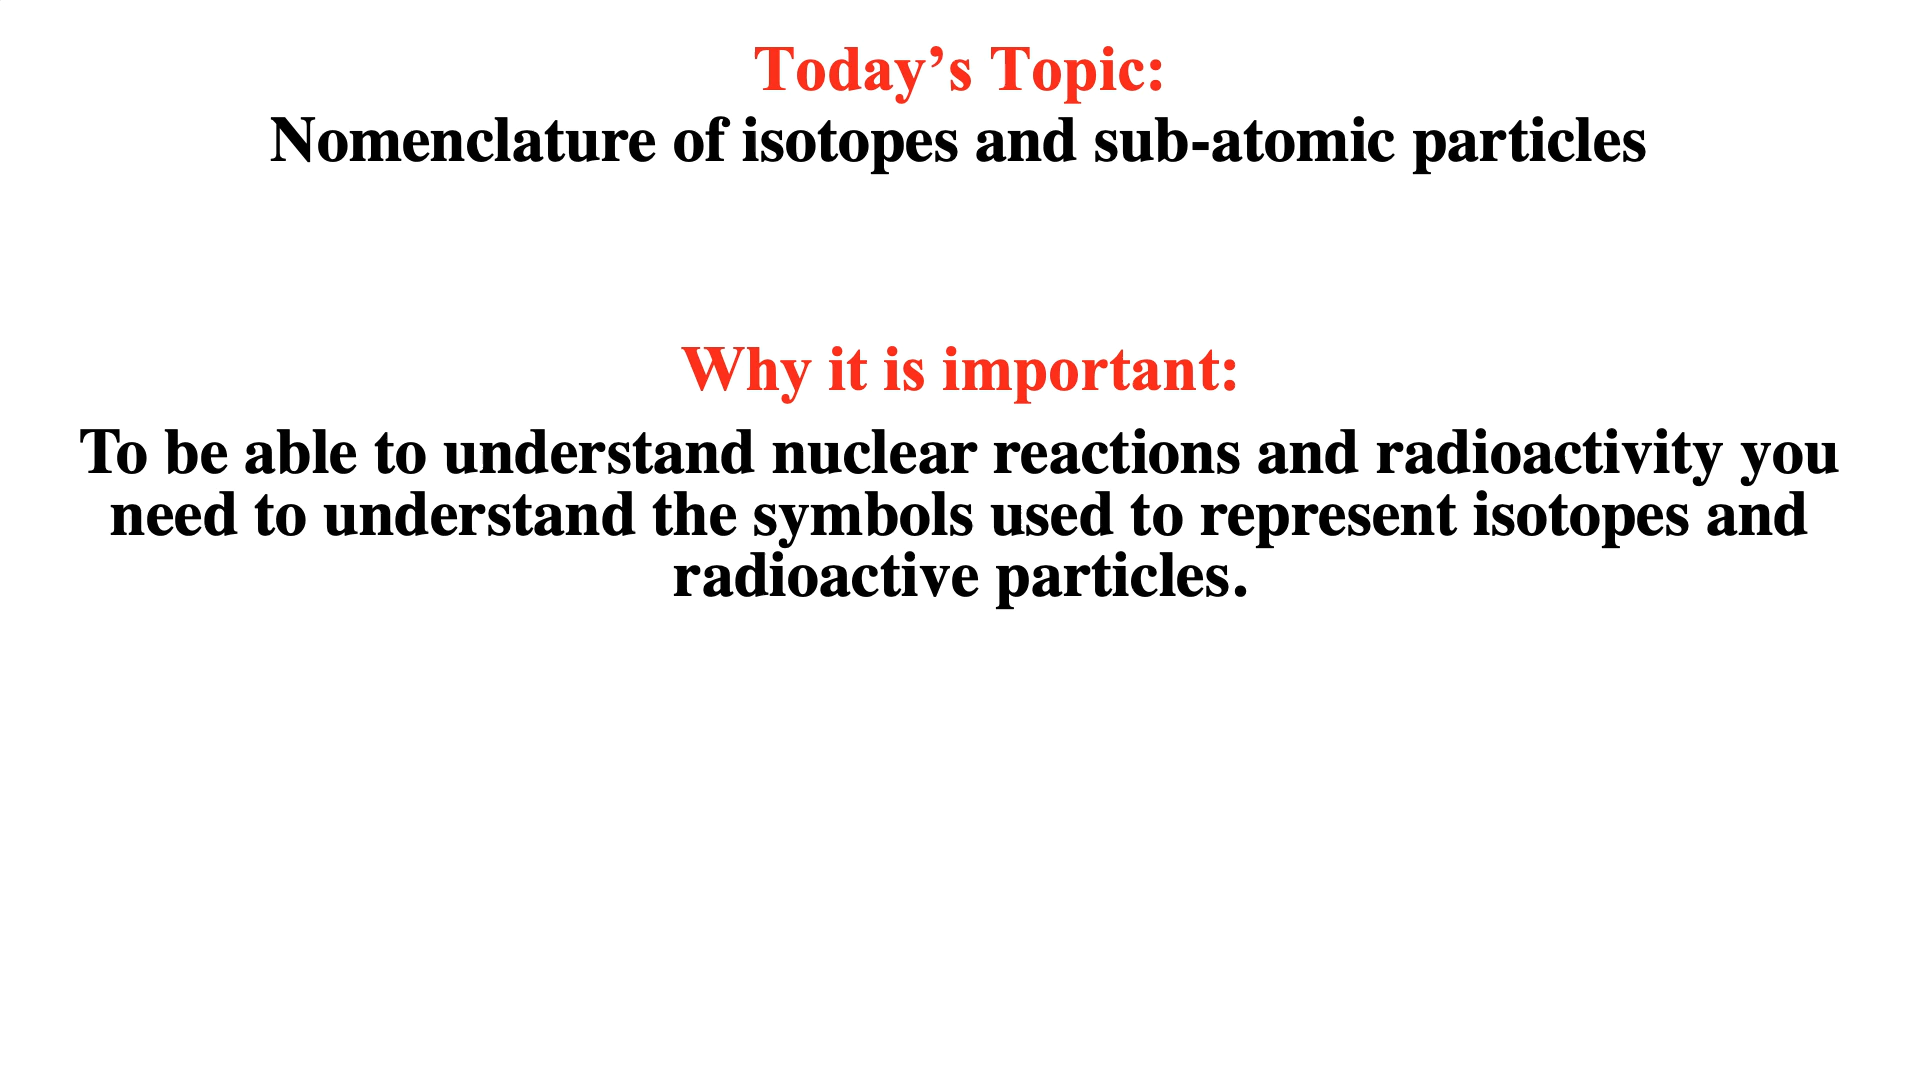 Today’s Topic:
Nomenclature of isotopes and sub-atomic particles
Why it is important:
To be able to understand nuclear reactions and radioactivity you
need to understand the symbols used to represent isotopes and
radioactive particles.